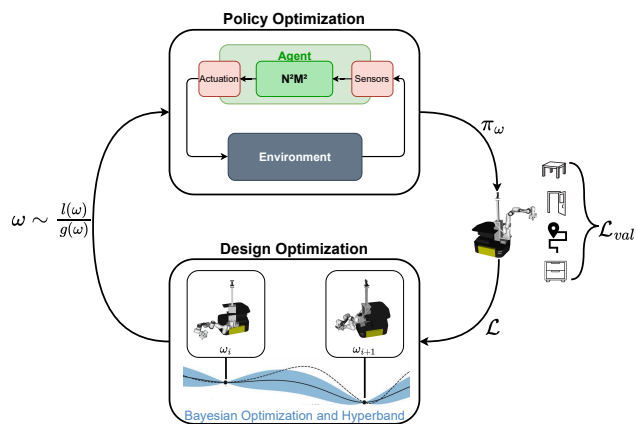 Policy Optimization
Agent
Actuation
N²M²
Sensors
Environment
π_ω
ω ∼ l(ω)/g(ω)
ℒ_val
Design Optimization
ω_i
ω_{i+1}
ℒ
Bayesian Optimization and Hyperband